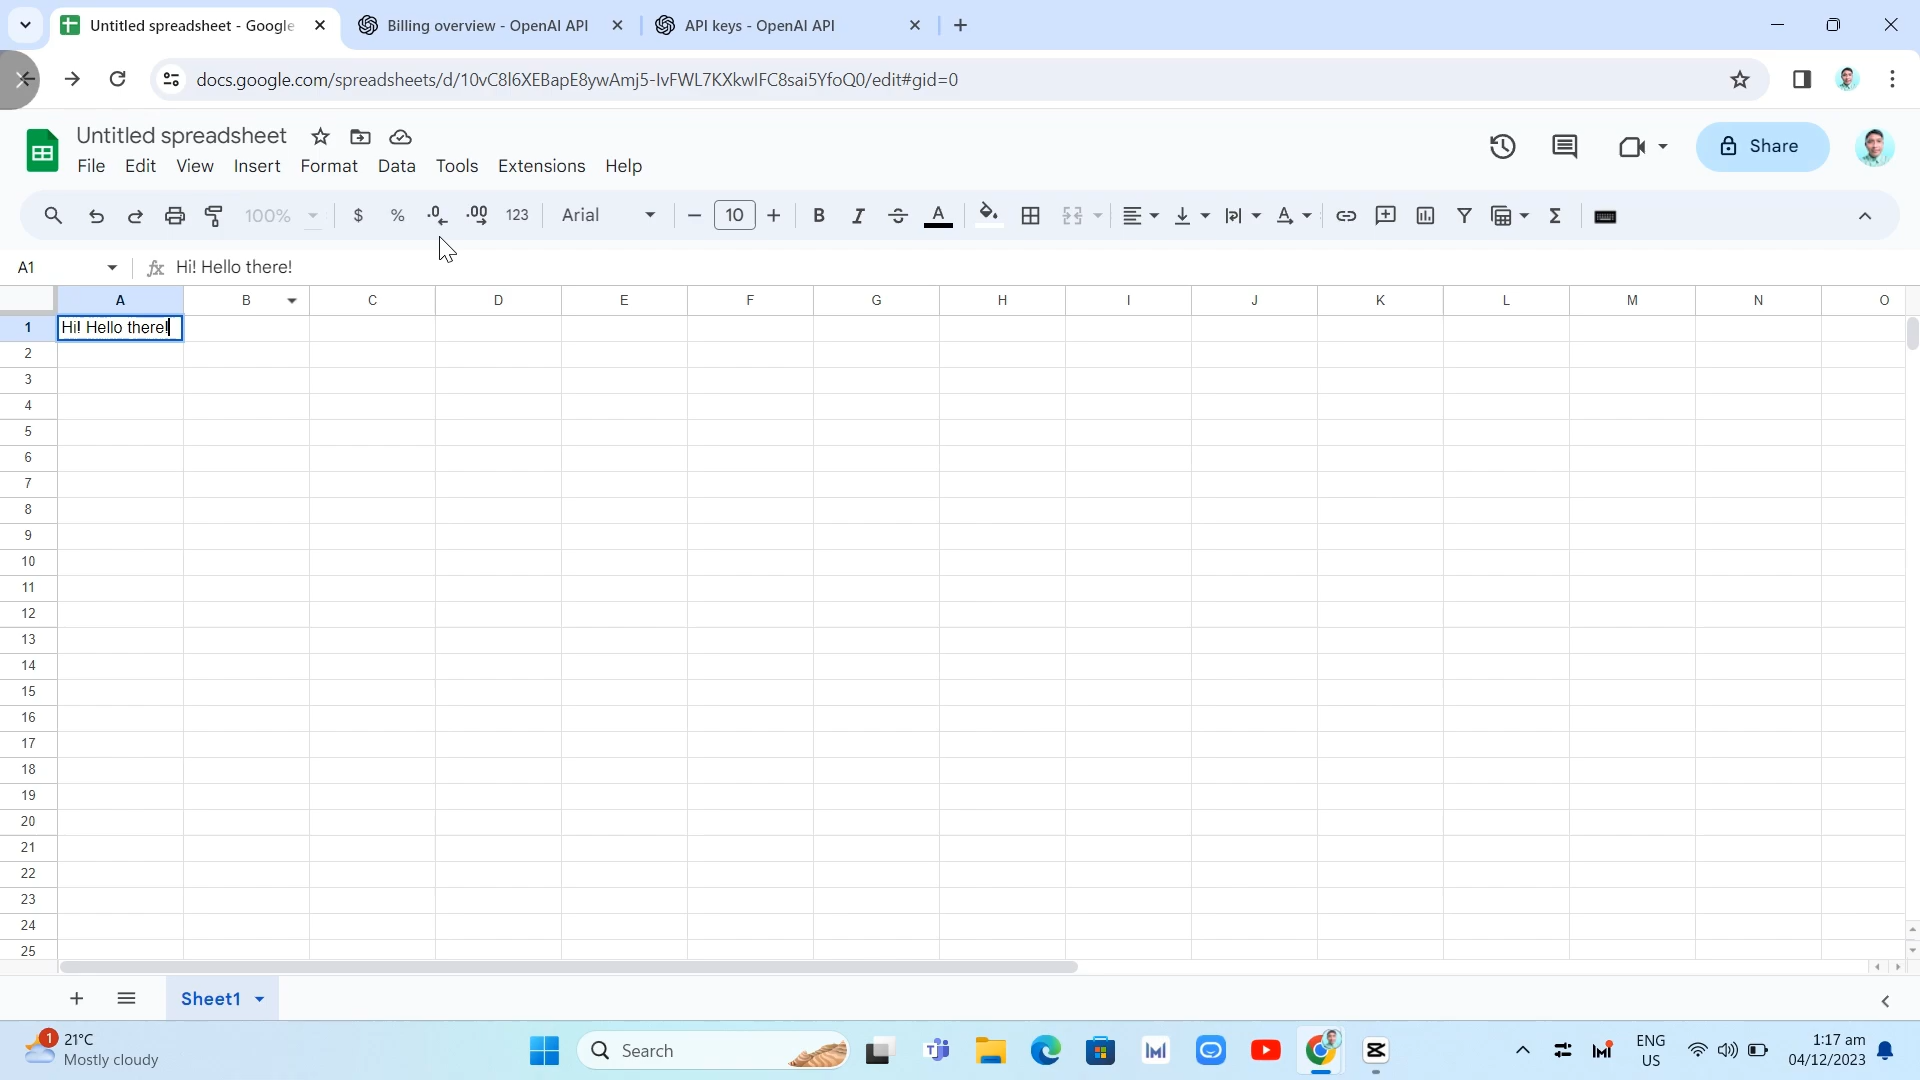 Untitled spreadsheet - Google
Billing overview - OpenAI API
API keys - OpenAI API
docs.google.com/spreadsheets/d/10vC8l6XEBapE8ywAmj5-IvFWL7KXkwIFC8sai5YfoQ0/edit#gid=0
Untitled spreadsheet
File Edit View Insert Format Data Tools Extensions Help
Share
100% $ % .0 .00 123 Arial 10 B I A
A1 fx Hi! Hello there!
A B C D E F G H I J K L M N O
1 Hi! Hello there!
2
3
4
5
6
7
8
9
10
11
12
13
14
15
16
17
18
19
20
21
22
23
24
25
Sheet1
1 21°C
Mostly cloudy
Search
ENG
US
1:17 am
04/12/2023